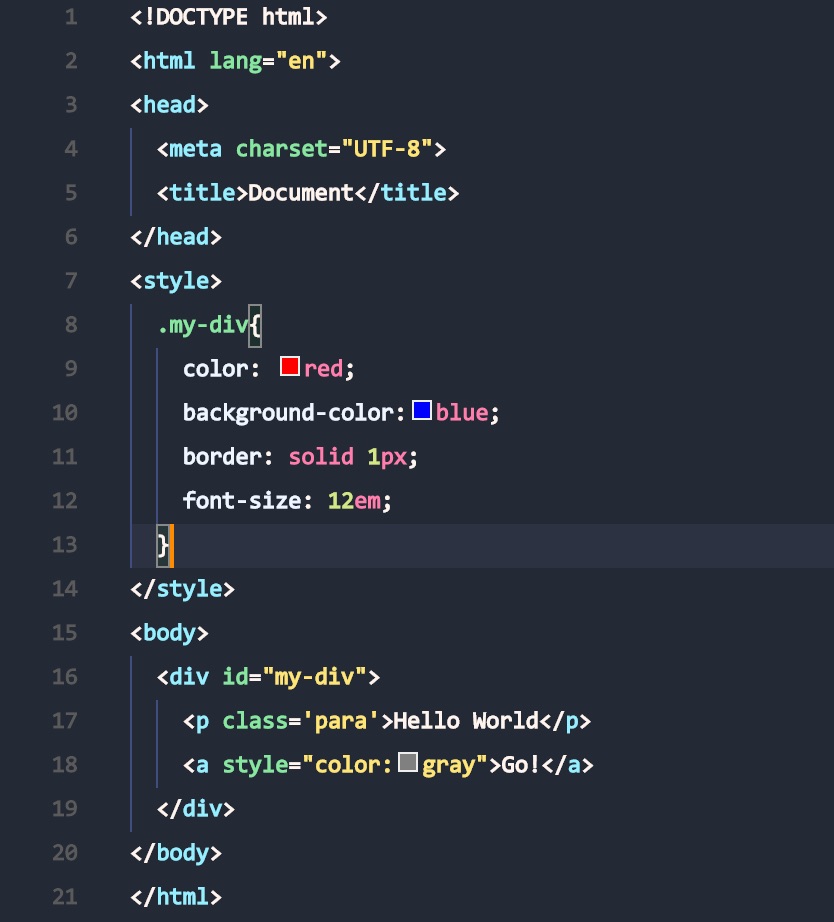 1 <!DOCTYPE html>
2 <html lang="en">
3 <head>
4 <meta charset="UTF-8">
5 <title>Document</title>
6 </head>
7 <style>
8 .my-div{
9 color: red;
10 background-color: blue;
11 border: solid 1px;
12 font-size: 12em;
13 }
14 </style>
15 <body>
16 <div id="my-div">
17 <p class='para'>Hello World</p>
18 <a style="color: gray">Go!</a>
19 </div>
20 </body>
21 </html>